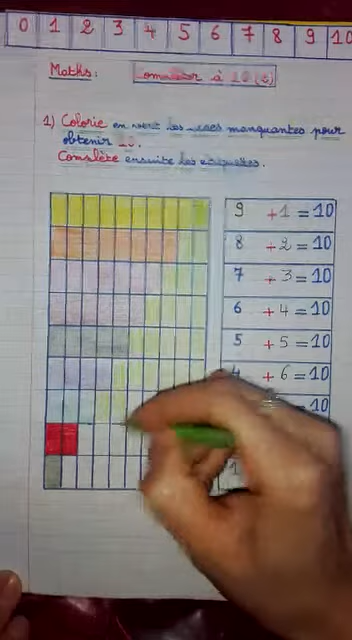 0 1 2 3 4 5 6 7 8 9 10
Maths:
à 10 (2)
1) Colorie en les cases manquantes pour
obtenir 10.
Complète ensuite les étiquettes.
9 +1 = 10
8 +2 = 10
7 +3 = 10
6 +4 = 10
5 +5 = 10
4 +6 = 10
= 10